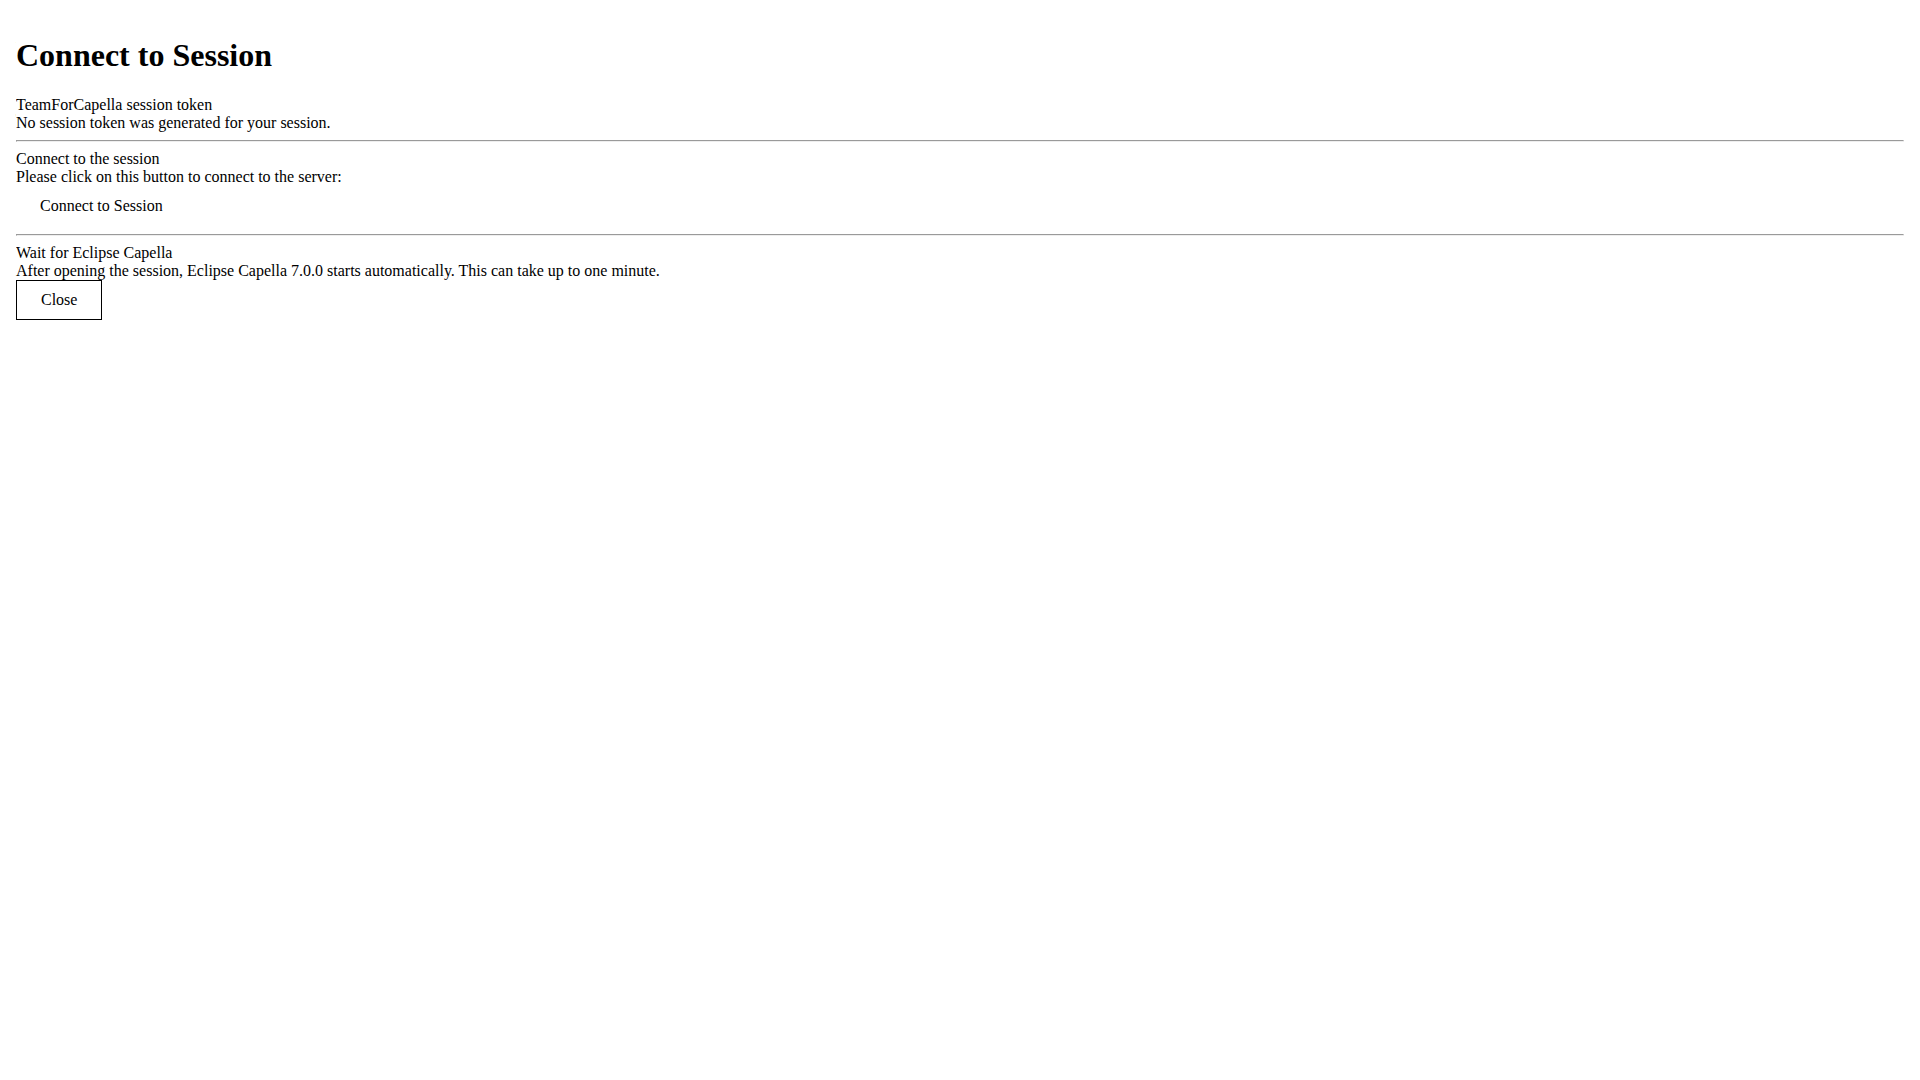 Connect to Session
TeamForCapella session token
No session token was generated for your session.
Connect to the session
Please click on this button to connect to the server:
Connect to Session
Wait for Eclipse Capella
After opening the session, Eclipse Capella 7.0.0 starts automatically. This can take up to one minute.
Close